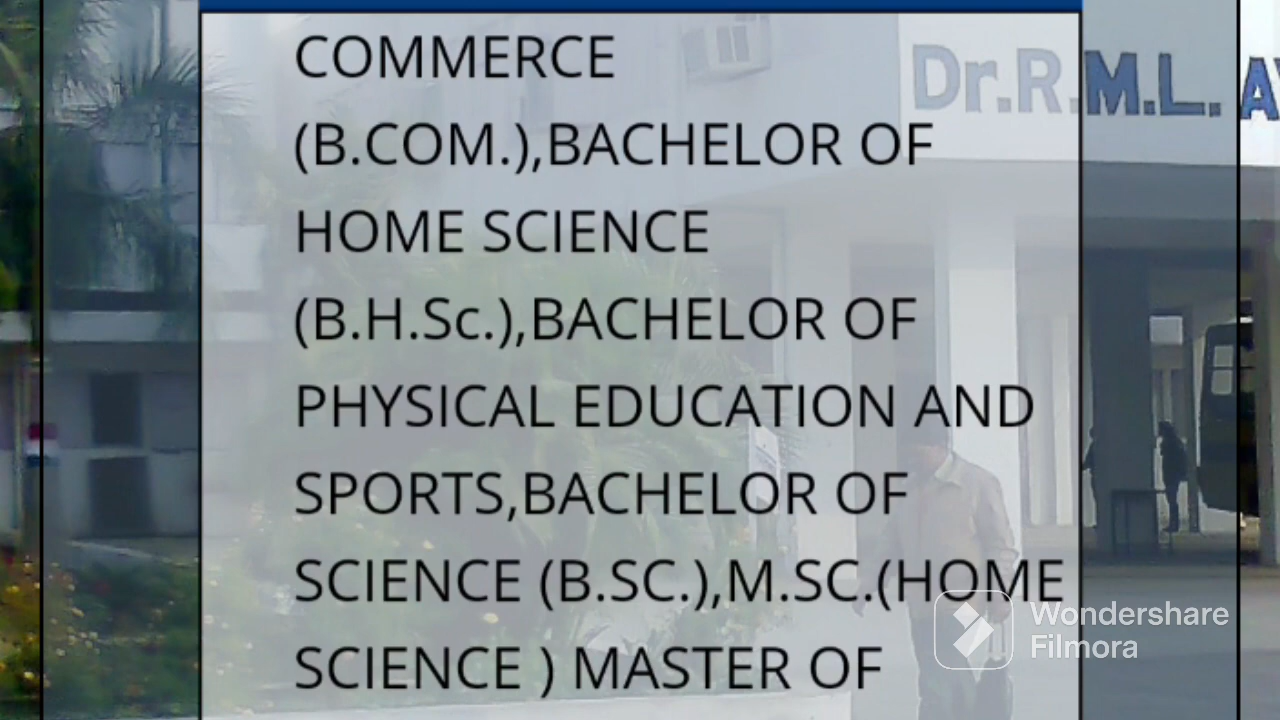 COMMERCE
(B.COM.),BACHELOR OF
HOME SCIENCE
(B.H.Sc.),BACHELOR OF
PHYSICAL EDUCATION AND
SPORTS,BACHELOR OF
SCIENCE (B.SC.),M.SC.(HOME
SCIENCE ) MASTER OF
Dr.R.M.L. A
Wondershare
Filmora